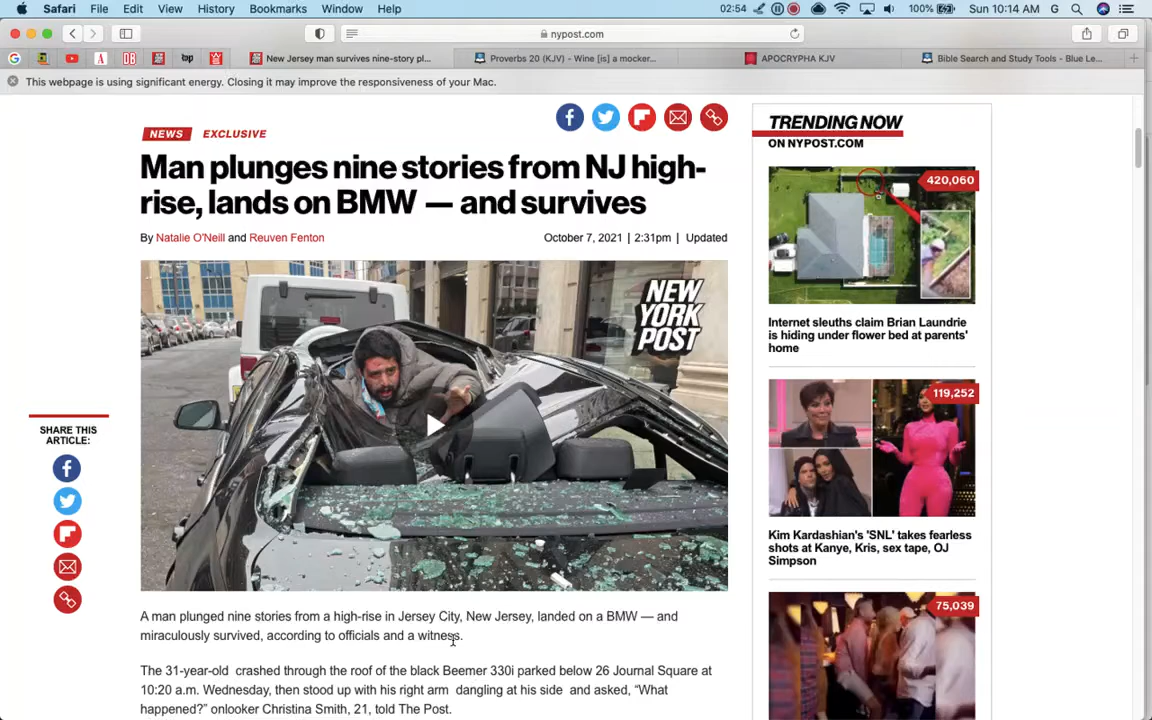 Safari File Edit View History Bookmarks Window Help 02:54 100% Sun 10:14 AM G
nypost.com
New Jersey man survives nine-story pl... Proverbs 20 (KJV) - Wine [is] a mocker... APOCRYPHA KJV Bible Search and Study Tools - Blue Le...
This webpage is using significant energy. Closing it may improve the responsiveness of your Mac.
NEWS EXCLUSIVE
Man plunges nine stories from NJ high-
rise, lands on BMW — and survives
By Natalie O'Neill and Reuven Fenton October 7, 2021 | 2:31pm | Updated
NEW
YORK
POST
SHARE THIS
ARTICLE:
A man plunged nine stories from a high-rise in Jersey City, New Jersey, landed on a BMW — and
miraculously survived, according to officials and a witness.
The 31-year-old crashed through the roof of the black Beemer 330i parked below 26 Journal Square at
10:20 a.m. Wednesday, then stood up with his right arm dangling at his side and asked, “What
happened?” onlooker Christina Smith, 21, told The Post.
TRENDING NOW
ON NYPOST.COM
420,060
Internet sleuths claim Brian Laundrie
is hiding under flower bed at parents'
home
119,252
Kim Kardashian's 'SNL' takes fearless
shots at Kanye, Kris, sex tape, OJ
Simpson
75,039